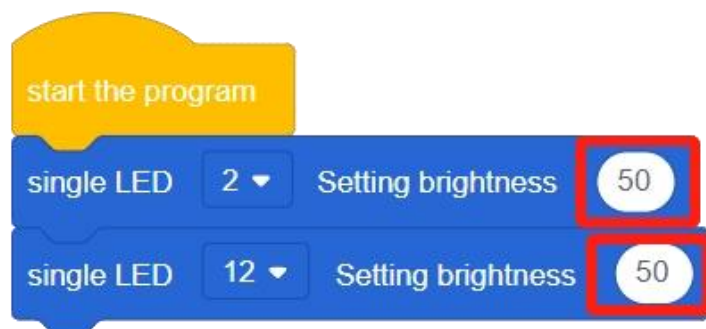 start the program
single LED 2 Setting brightness 50
single LED 12 Setting brightness 50